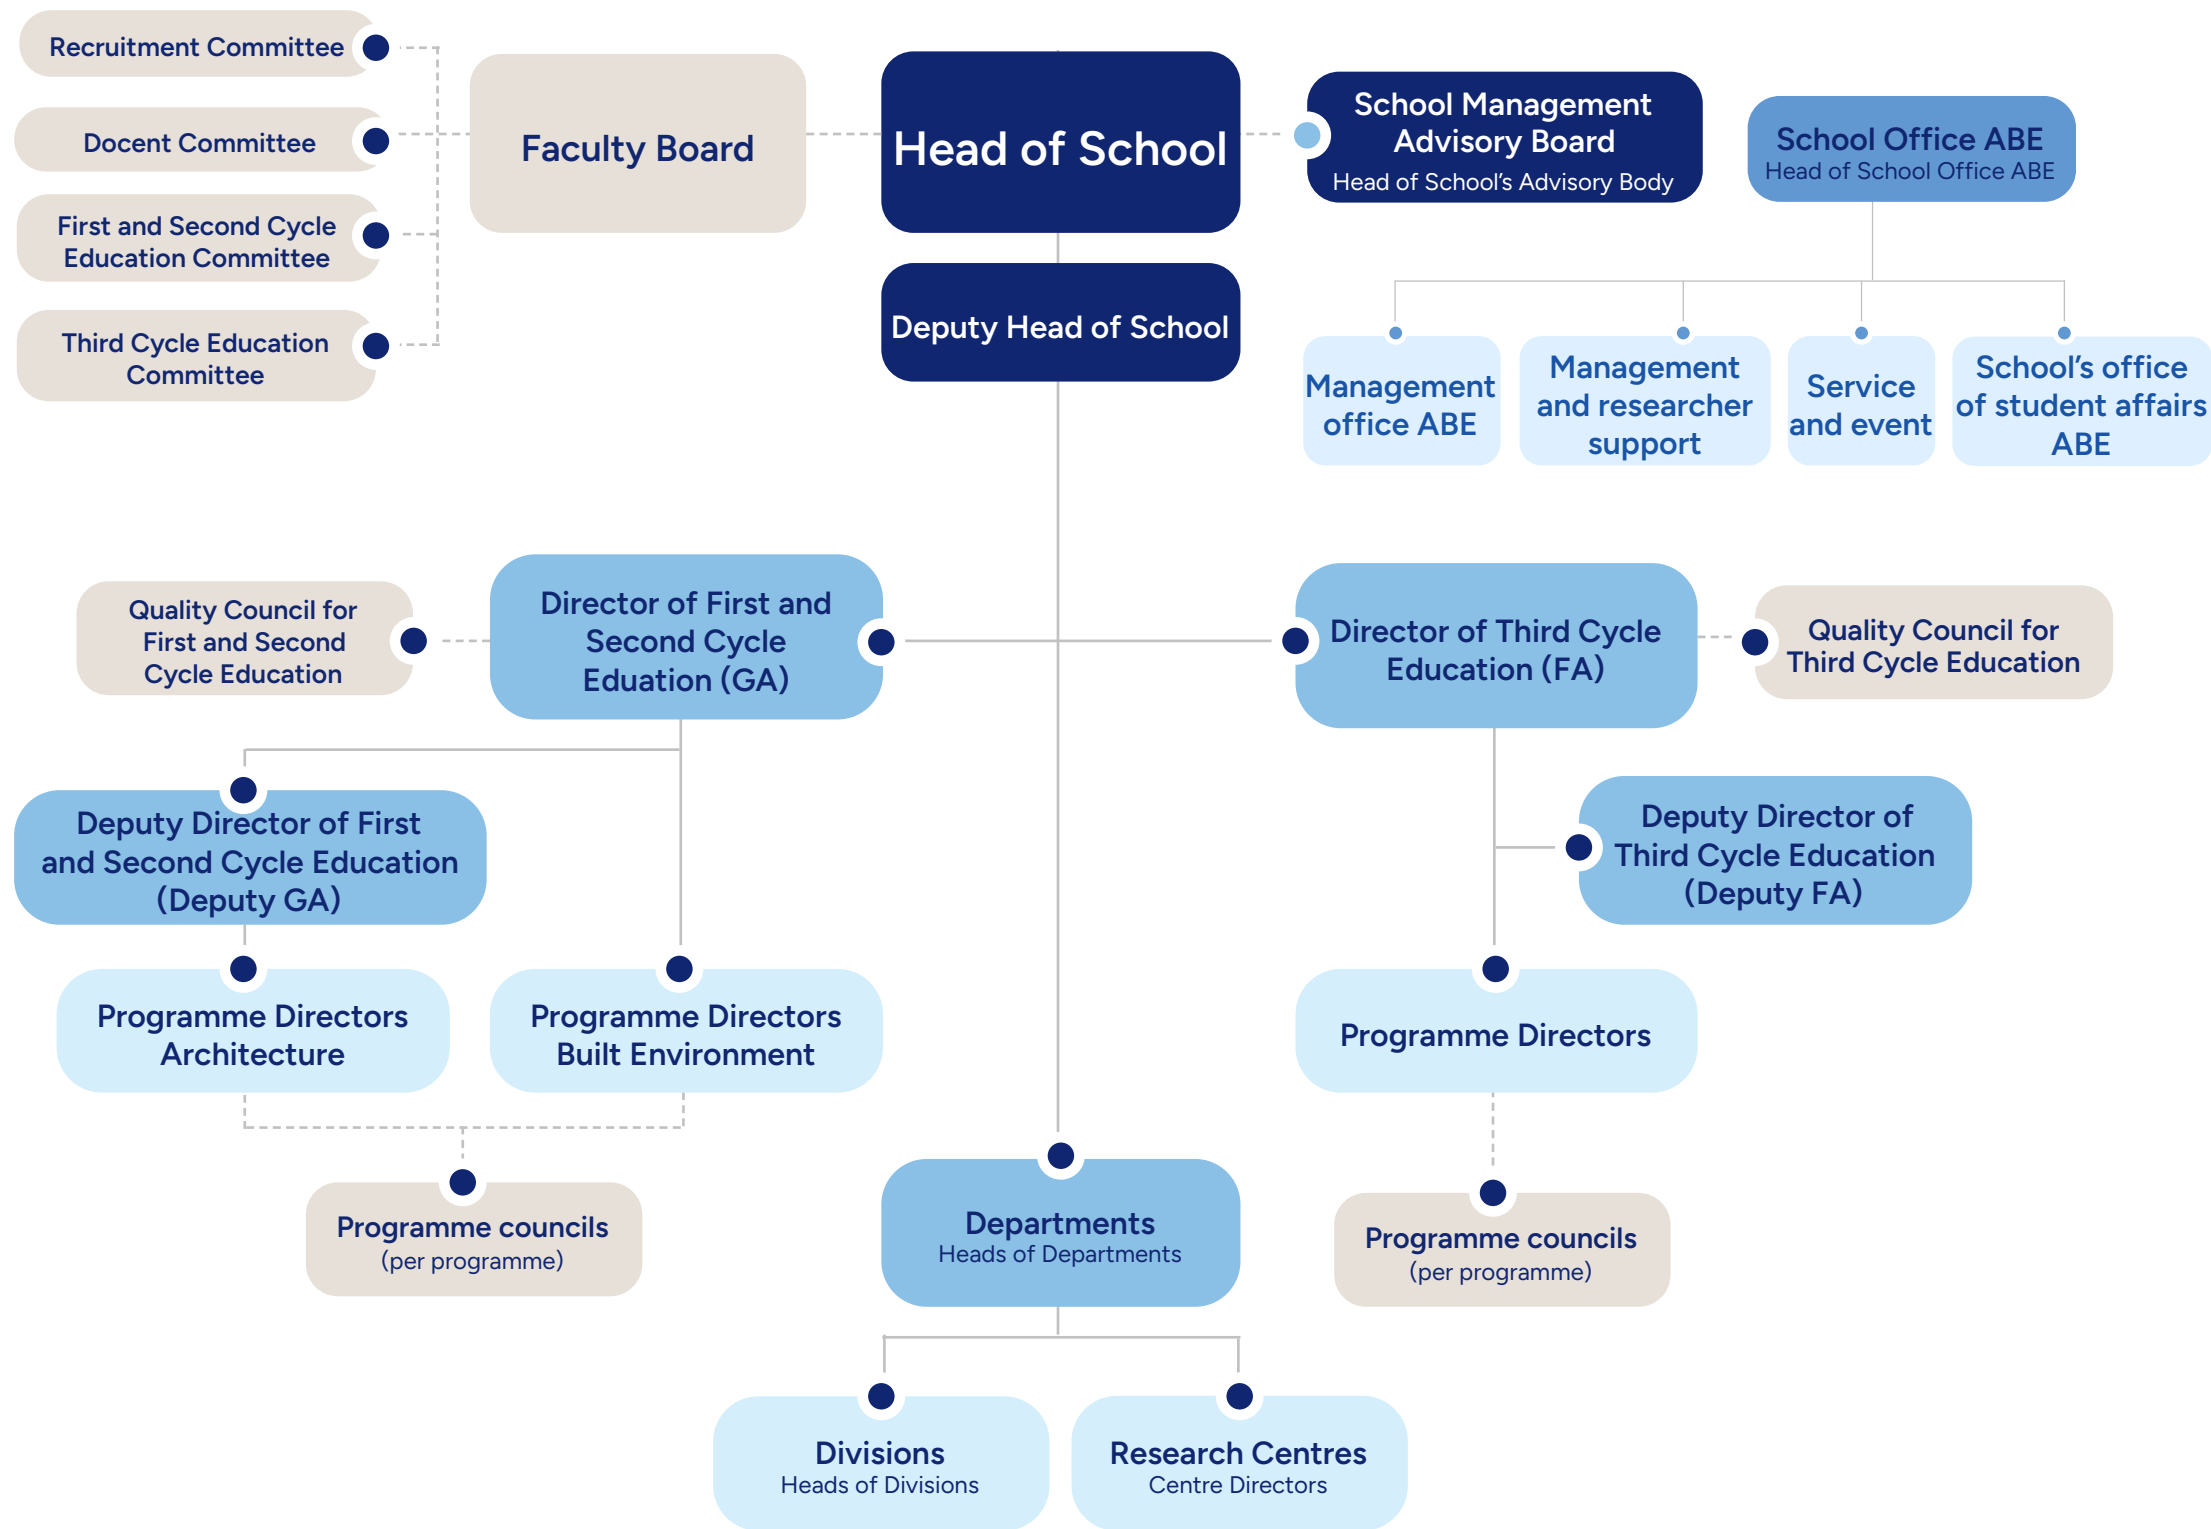 Recruitment Committee
Docent Committee
First and Second Cycle
Education Committee
Third Cycle Education
Committee
Faculty Board
Head of School
Deputy Head of School
School Management
Advisory Board
Head of School’s Advisory Body
School Office ABE
Head of School Office ABE
Management
office ABE
Management
and researcher
support
Service
and event
School’s office
of student affairs
ABE
Quality Council for
First and Second
Cycle Education
Director of First and
Second Cycle
Eduation (GA)
Director of Third Cycle
Education (FA)
Quality Council for
Third Cycle Education
Deputy Director of First
and Second Cycle Education
(Deputy GA)
Deputy Director of
Third Cycle Education
(Deputy FA)
Programme Directors
Architecture
Programme Directors
Built Environment
Programme Directors
Programme councils
(per programme)
Departments
Heads of Departments
Programme councils
(per programme)
Divisions
Heads of Divisions
Research Centres
Centre Directors